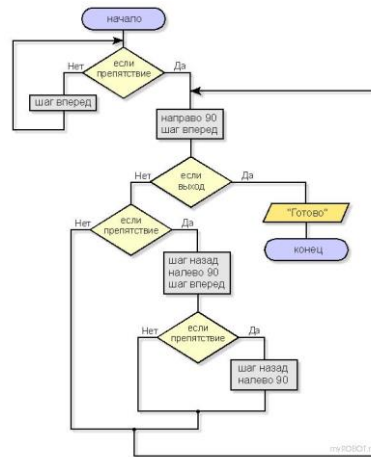 начало
если
препятствие
Нет
Да
шаг вперед
направо 90
шаг вперед
если
выход
Нет
Да
"Готово"
конец
если
препятствие
Нет
Да
шаг назад
налево 90
шаг вперед
если
препятствие
Нет
Да
шаг назад
налево 90